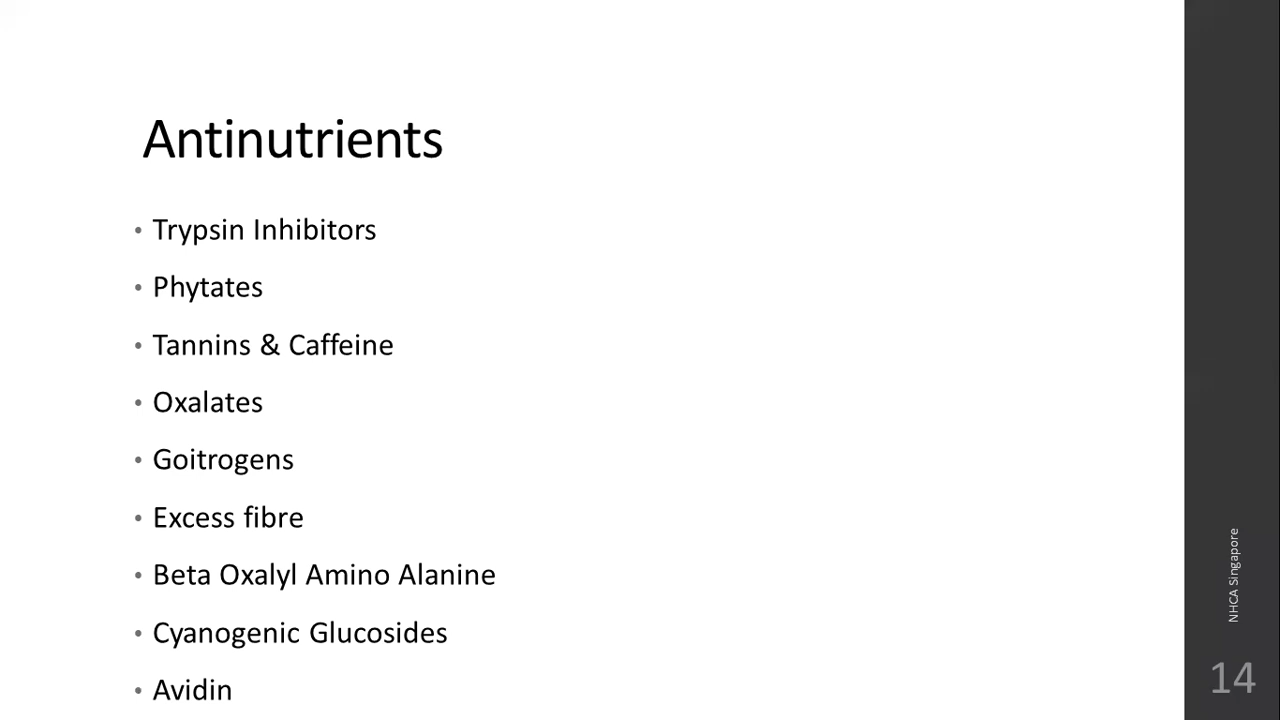 Antinutrients
• Trypsin Inhibitors
• Phytates
• Tannins & Caffeine
• Oxalates
• Goitrogens
• Excess fibre
• Beta Oxalyl Amino Alanine
• Cyanogenic Glucosides
• Avidin
NHCA Singapore
14